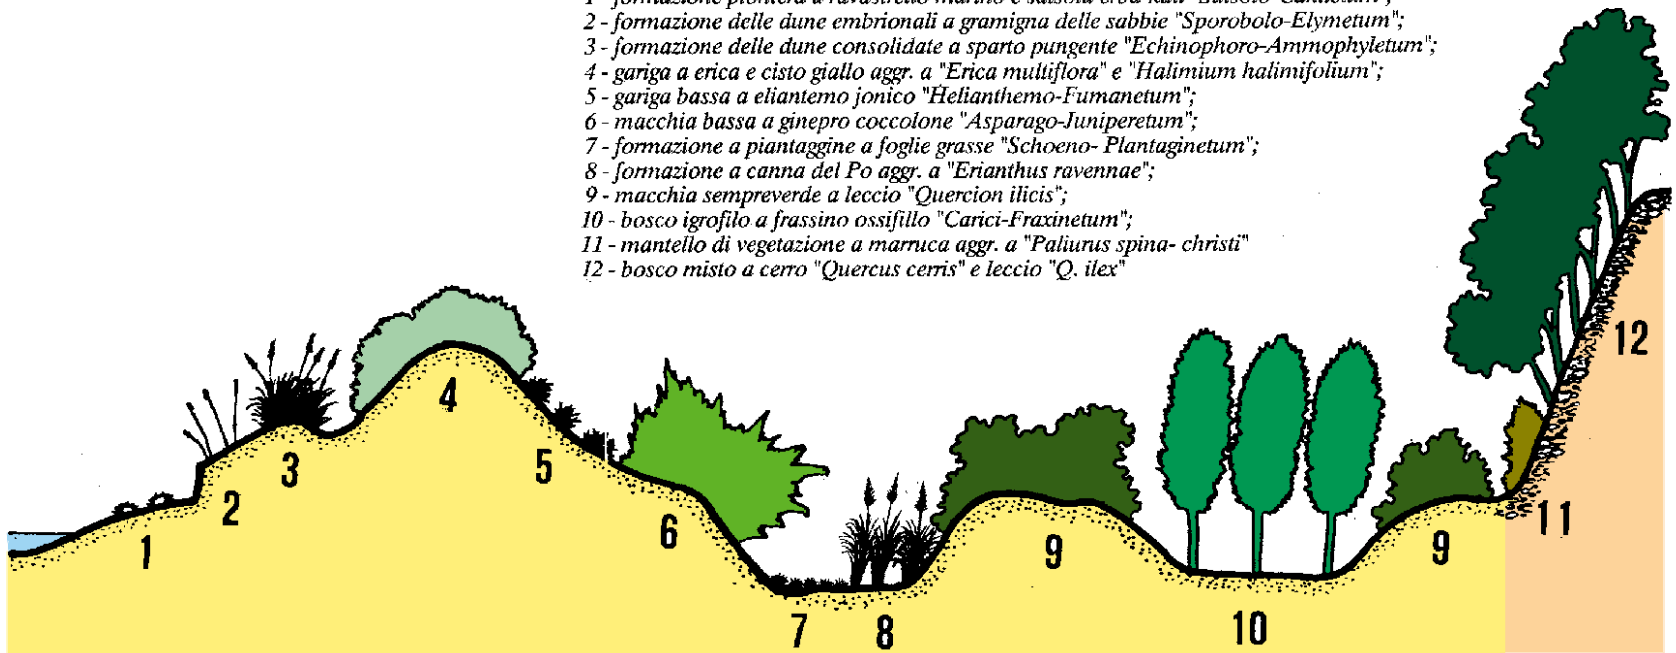 2 - formazione delle dune embrionali a gramigna delle sabbie "Sporobolo-Elymetum";
3 - formazione delle dune consolidate a sparto pungente "Echinophoro-Ammophyletum";
4 - gariga a erica e cisto giallo aggr. a "Erica multiflora" e "Halimium halimifolium";
5 - gariga bassa a eliantemo jonico "Helianthemo-Fumanetum";
6 - macchia bassa a ginepro coccolone "Asparago-Juniperetum";
7 - formazione a piantaggine a foglie grasse "Schoeno- Plantaginetum";
8 - formazione a canna del Po aggr. a "Erianthus ravennae";
9 - macchia sempreverde a leccio "Quercion ilicis";
10 - bosco igrofilo a frassino ossifillo "Carici-Fraxinetum";
11 - mantello di vegetazione a marruca aggr. a "Paliurus spina- christi"
12 - bosco misto a cerro "Quercus cerris" e leccio "Q. ilex"
12
4
3
5
2
11
6
1
9
9
7
8
10